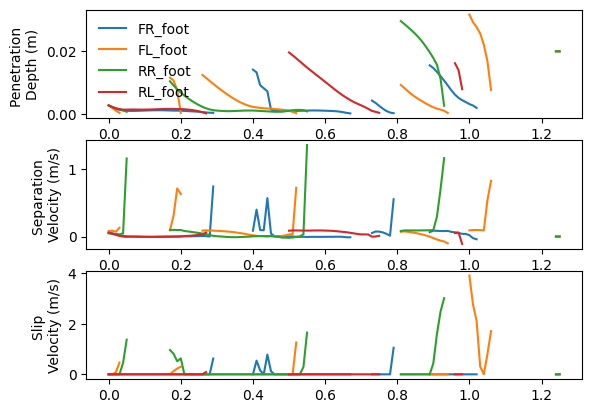 Penetration
Depth (m)
0.02
0.00
FR_foot
FL_foot
RR_foot
RL_foot
0.0 0.2 0.4 0.6 0.8 1.0 1.2
Separation
Velocity (m/s)
1
0
0.0 0.2 0.4 0.6 0.8 1.0 1.2
Slip
Velocity (m/s)
4
2
0
0.0 0.2 0.4 0.6 0.8 1.0 1.2